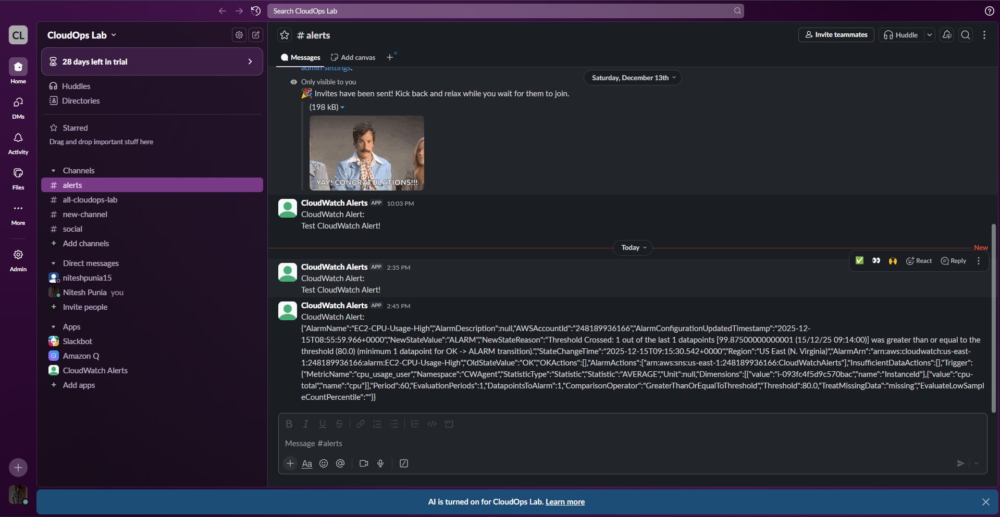 Search CloudOps Lab
CL
Home
DMs
Activity
Files
More
Admin
CloudOps Lab
28 days left in trial
Huddles
Directories
Starred
Drag and drop important stuff here
Channels
# alerts
# all-cloudops-lab
# new-channel
# social
+ Add channels
Direct messages
niteshpunia15
Nitesh Punia you
+ Invite people
Apps
Slackbot
Amazon Q
CloudWatch Alerts
+ Add apps
# alerts
Invite teammates
Huddle
Messages
Add canvas
+
admin settings.
Saturday, December 13th
Only visible to you
Invites have been sent! Kick back and relax while you wait for them to join.
(198 kB)
YAY! CONGRATULATIONS!!!
CloudWatch Alerts APP 10:03 PM
CloudWatch Alert:
Test CloudWatch Alert!
Today
New
React
Reply
CloudWatch Alerts APP 2:35 PM
CloudWatch Alert:
Test CloudWatch Alert!
CloudWatch Alerts APP 2:45 PM
CloudWatch Alert:
{"AlarmName":"EC2-CPU-Usage-High","AlarmDescription":null,"AWSAccountId":"248189936166","AlarmConfigurationUpdatedTimestamp":"2025-12-
15T08:55:59.966+0000","NewStateValue":"ALARM","NewStateReason":"Threshold Crossed: 1 out of the last 1 datapoints [99.87500000000001 (15/12/25 09:14:00)] was greater than or equal to the
threshold (80.0) (minimum 1 datapoint for OK -> ALARM transition).","StateChangeTime":"2025-12-15T09:15:30.542+0000","Region":"US East (N. Virginia)","AlarmArn":"arn:aws:cloudwatch:us-east-
1:248189936166:alarm:EC2-CPU-Usage-High","OldStateValue":"OK","OKActions":[],"AlarmActions":["arn:aws:sns:us-east-1:248189936166:CloudWatchAlerts"],"InsufficientDataActions":[],"Trigger":
{"MetricName":"cpu_usage_user","Namespace":"CWAgent","StatisticType":"Statistic","Statistic":"AVERAGE","Unit":null,"Dimensions":[{"value":"i-093fc4f5d9c570bac","name":"InstanceId"},{"value":"cpu-
total","name":"cpu"}],"Period":60,"EvaluationPeriods":1,"DatapointsToAlarm":1,"ComparisonOperator":"GreaterThanOrEqualToThreshold","Threshold":80.0,"TreatMissingData":"missing","EvaluateLowSampl
eCountPercentile":""}}
B I U S
Message #alerts
Aa
AI is turned on for CloudOps Lab. Learn more